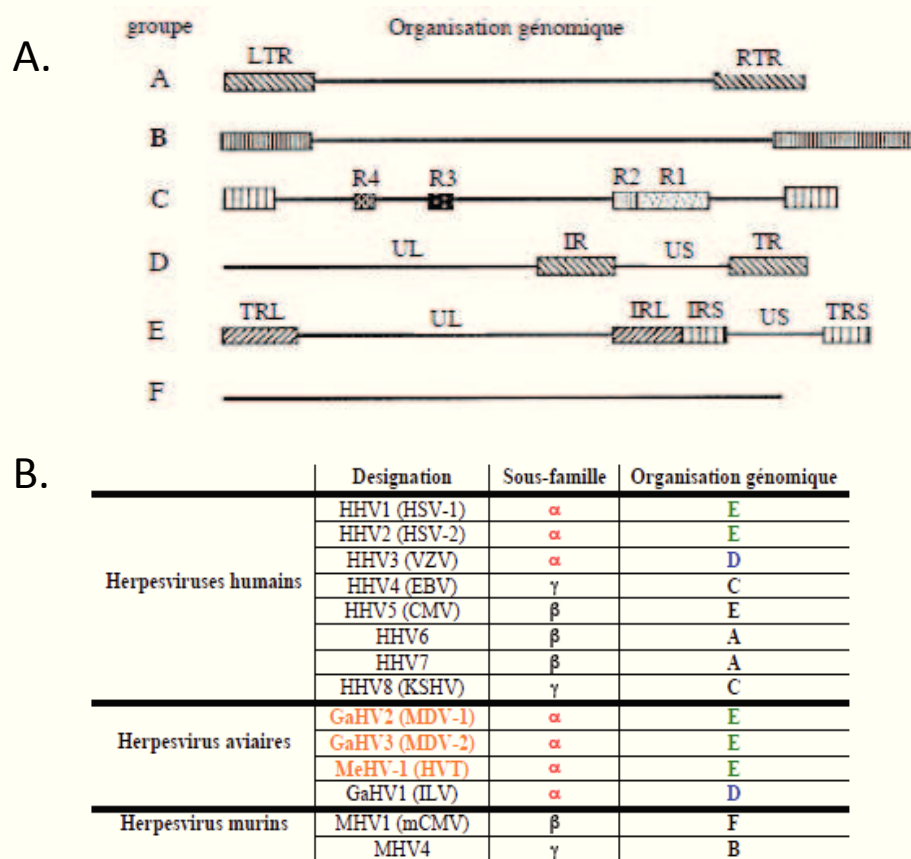 A.
groupe Organisation génomique
LTR RTR
A
B
R4 R3 R2 R1
C
UL IR US TR
D
TRL UL IRL IRS US TRS
E
F
B.
Designation Sous-famille Organisation génomique
HHV1 (HSV-1) α E
HHV2 (HSV-2) α E
HHV3 (VZV) α D
Herpesviruses humains HHV4 (EBV) γ C
HHV5 (CMV) β E
HHV6 β A
HHV7 β A
HHV8 (KSHV) γ C
GaHV2 (MDV-1) α E
Herpesvirus aviaires GaHV3 (MDV-2) α E
MeHV-1 (HVT) α E
GaHV1 (ILV) α D
Herpesvirus murins MHV1 (mCMV) β F
MHV4 γ B